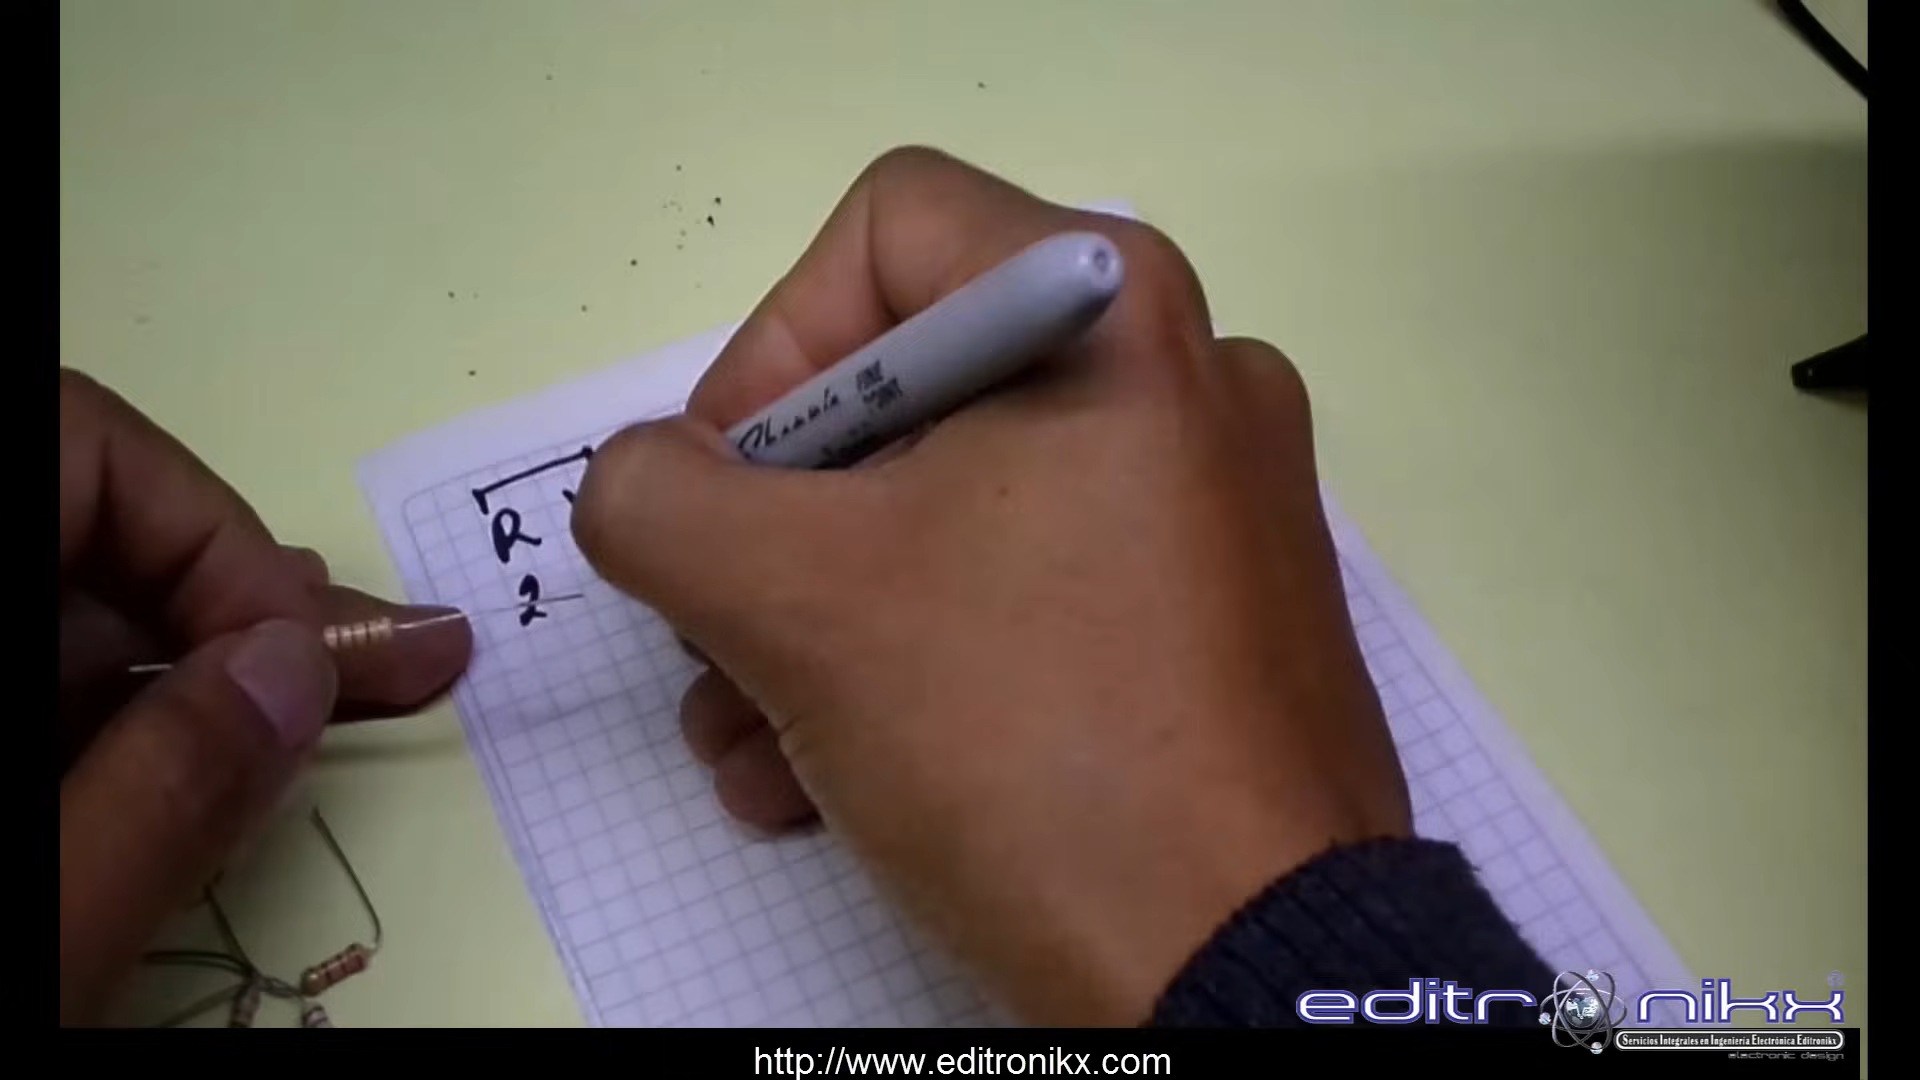 Sharpie FINE
POINT
R
2
editronikx
Servicios Integrales en Ingeniería Electrónica Editronikx
electronic design
http://www.editronikx.com